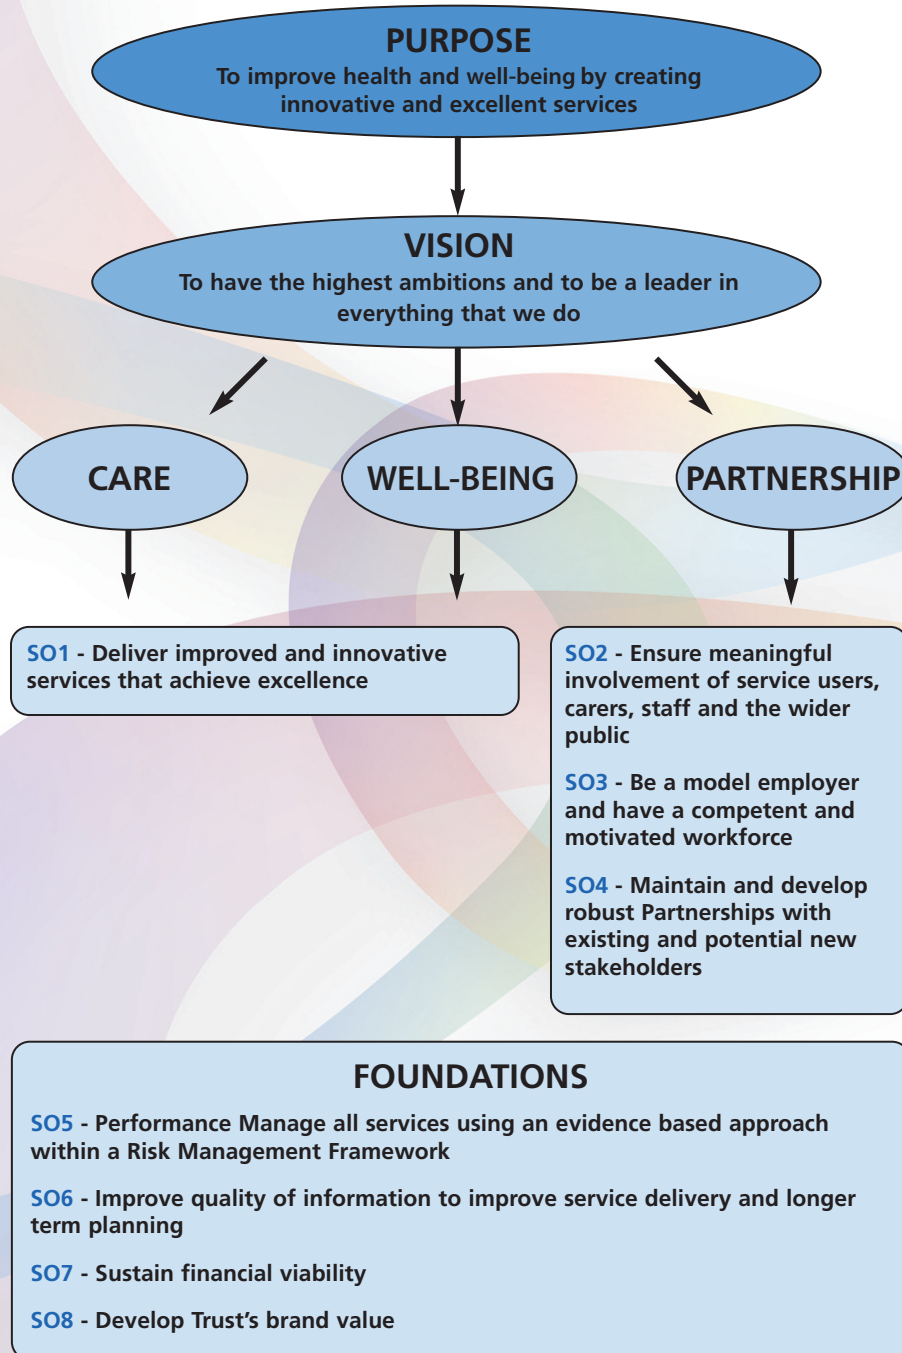 PURPOSE
To improve health and well-being by creating
innovative and excellent services
VISION
To have the highest ambitions and to be a leader in
everything that we do
CARE
WELL-BEING
PARTNERSHIP
SO1 - Deliver improved and innovative
services that achieve excellence
SO2 - Ensure meaningful
involvement of service users,
carers, staff and the wider
public
SO3 - Be a model employer
and have a competent and
motivated workforce
SO4 - Maintain and develop
robust Partnerships with
existing and potential new
stakeholders
FOUNDATIONS
SO5 - Performance Manage all services using an evidence based approach
within a Risk Management Framework
SO6 - Improve quality of information to improve service delivery and longer
term planning
SO7 - Sustain financial viability
SO8 - Develop Trust’s brand value